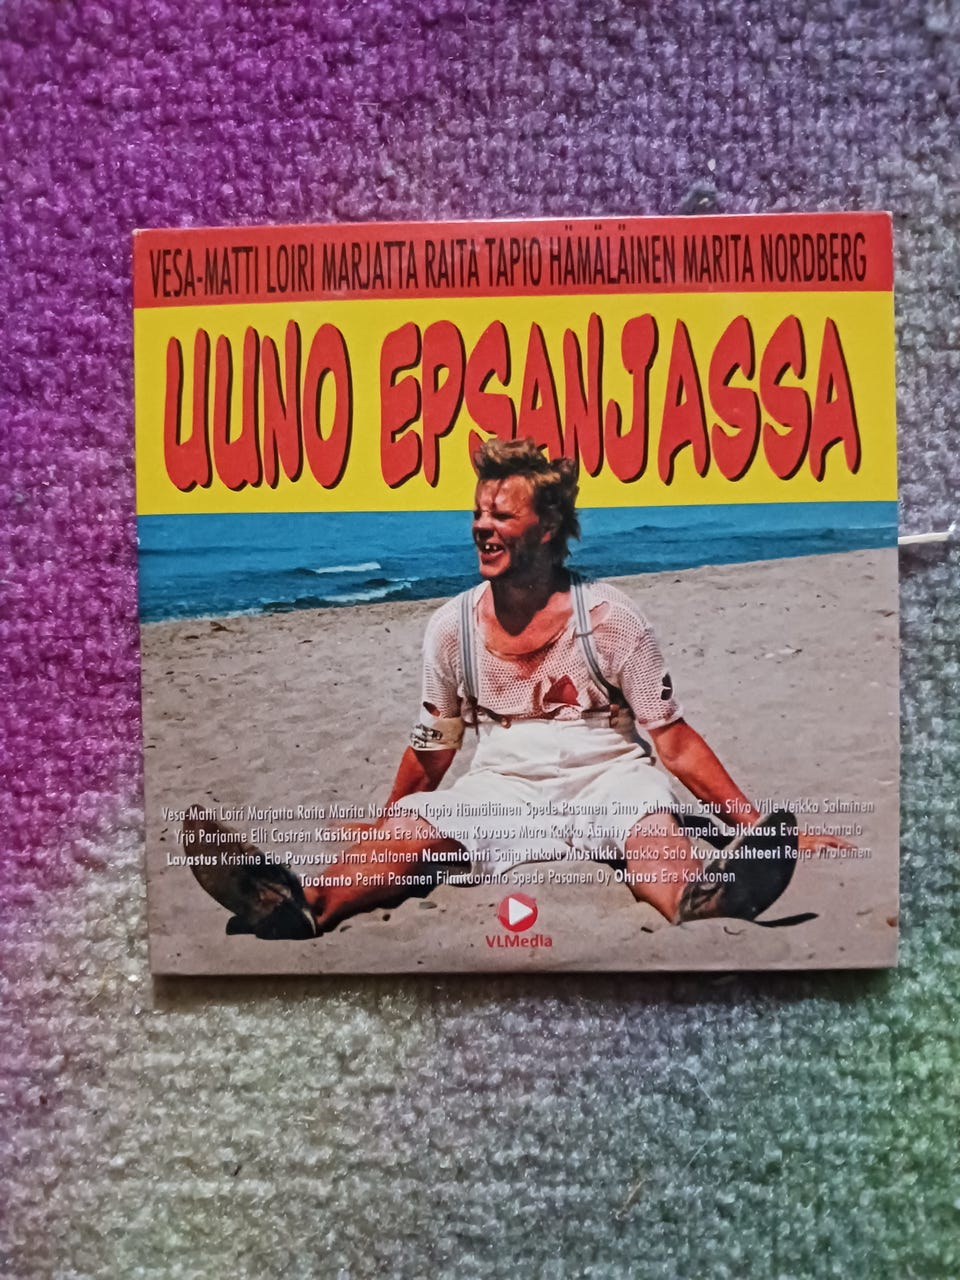 VESA-MATTI LOIRI MARJATTA RAITA TAPIO HÄMÄLÄINEN MARITA NORDBERG
UUNO EPSANJASSA
Vesa-Matti Loiri Marjatta Raita Marita Nordberg Tapio Hämäläinen Spede Pasanen Simo Salminen Satu Silvo Ville-Veikko Salminen
Yrjö Parjanne Elli Castrén Käsikirjoitus Ere Kokkonen Kuvaus Mara Kakko Äänitys Pekka Lampela Leikkaus Eva Jaakontalo
Lavastus Kristine Elo Puvustus Irma Aaltonen Naamiointi Saija Hakola Musiikki Jaakko Salo Kuvaussihteeri Reija Virolainen
Tuotanto Pertti Pasanen Filmituotanto Spede Pasanen Oy Ohjaus Ere Kokkonen
VLMedia